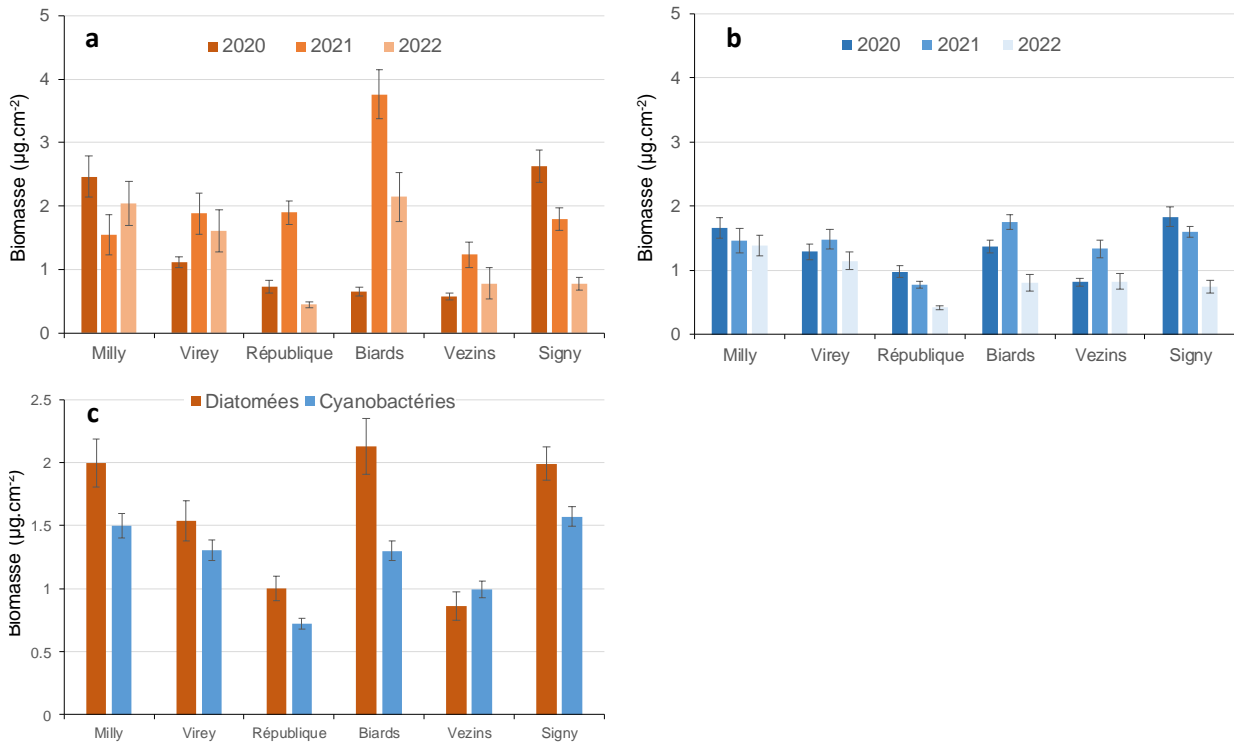 a
2020 2021 2022
Biomasse (µg.cm-2)
5
4
3
2
1
0
Milly Virey République Biards Vezins Signy
b
2020 2021 2022
Biomasse (µg.cm-2)
5
4
3
2
1
0
Milly Virey République Biards Vezins Signy
c
Diatomées Cyanobactéries
Biomasse (µg.cm-2)
2.5
2
1.5
1
0.5
0
Milly Virey République Biards Vezins Signy